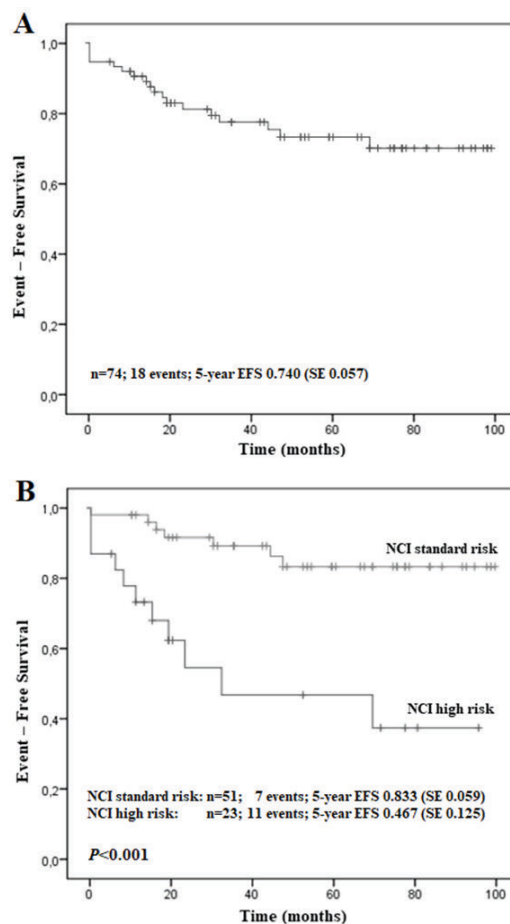 A
1,0
0,8
0,6
0,4
0,2
0,0
Event – Free Survival
n=74; 18 events; 5-year EFS 0.740 (SE 0.057)
0 20 40 60 80 100
Time (months)
B
1,0
0,8
0,6
0,4
0,2
0,0
Event – Free Survival
NCI standard risk
NCI high risk
NCI standard risk: n=51; 7 events; 5-year EFS 0.833 (SE 0.059)
NCI high risk: n=23; 11 events; 5-year EFS 0.467 (SE 0.125)
P<0.001
0 20 40 60 80 100
Time (months)